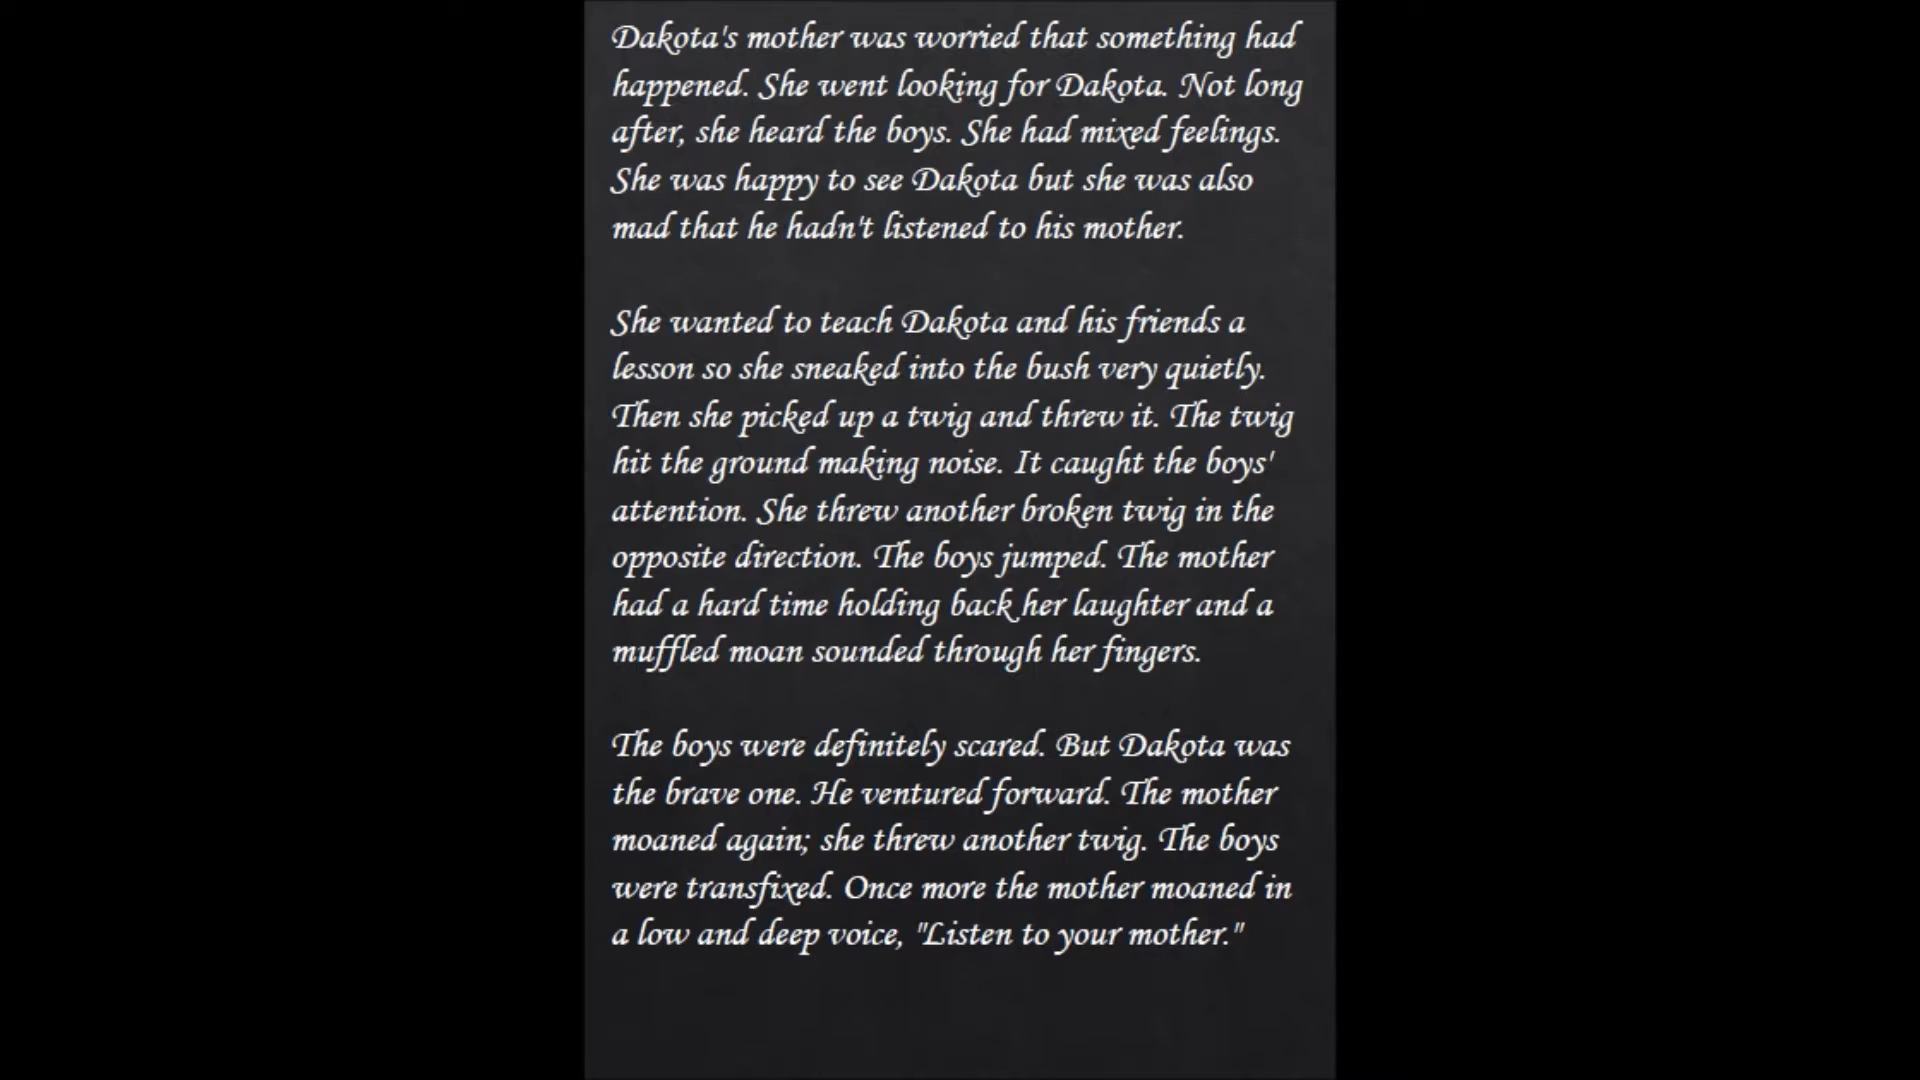 Dakota's mother was worried that something had
happened. She went looking for Dakota. Not long
after, she heard the boys. She had mixed feelings.
She was happy to see Dakota but she was also
mad that he hadn't listened to his mother.
She wanted to teach Dakota and his friends a
lesson so she sneaked into the bush very quietly.
Then she picked up a twig and threw it. The twig
hit the ground making noise. It caught the boys'
attention. She threw another broken twig in the
opposite direction. The boys jumped. The mother
had a hard time holding back her laughter and a
muffled moan sounded through her fingers.
The boys were definitely scared. But Dakota was
the brave one. He ventured forward. The mother
moaned again; she threw another twig. The boys
were transfixed. Once more the mother moaned in
a low and deep voice, "Listen to your mother."